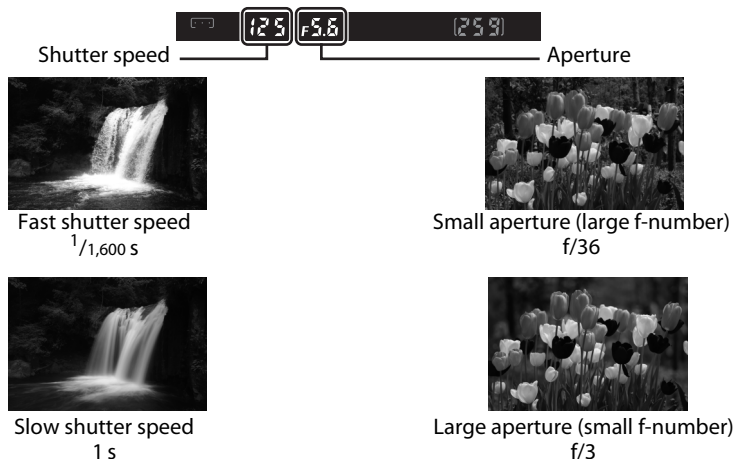 125 F5.6 (259)
Shutter speed Aperture
Fast shutter speed
1/1,600 s
Small aperture (large f-number)
f/36
Slow shutter speed
1 s
Large aperture (small f-number)
f/3